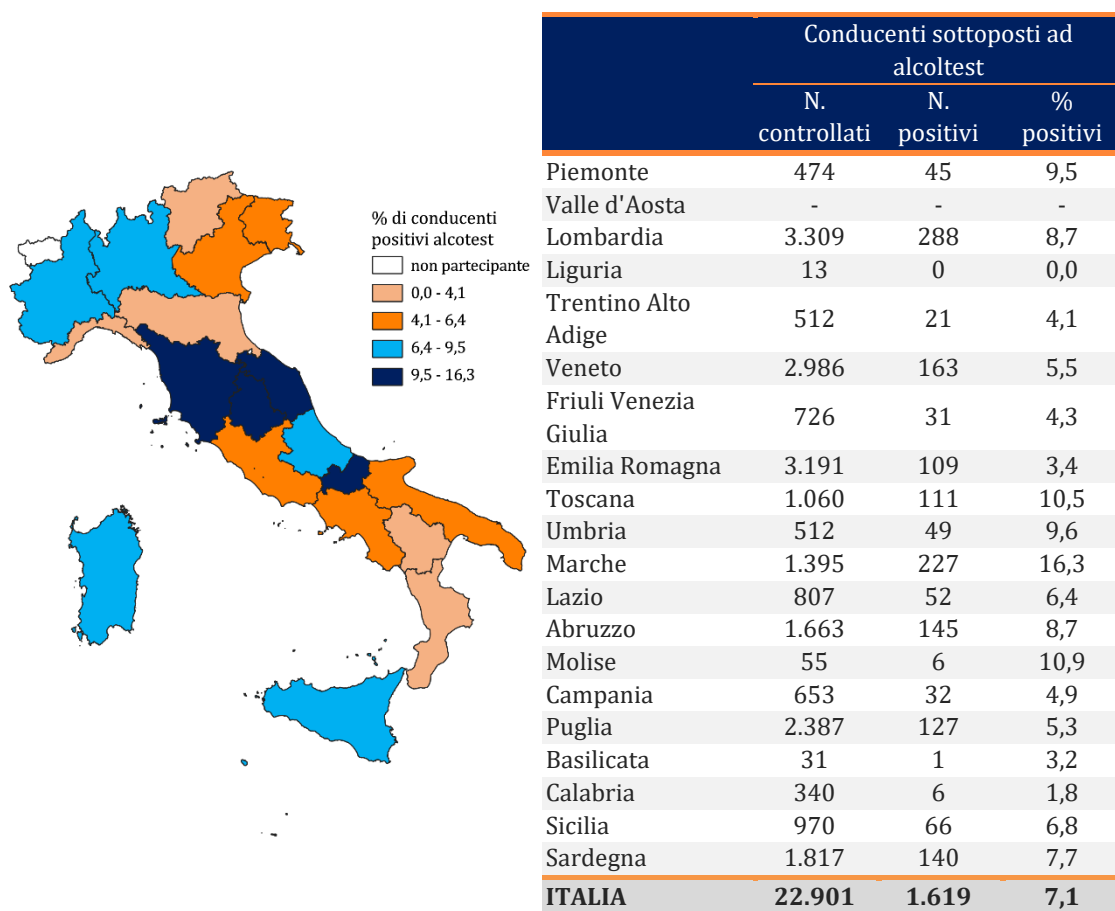 % di conducenti
positivi alcotest
non partecipante
0,0 - 4,1
4,1 - 6,4
6,4 - 9,5
9,5 - 16,3
Conducenti sottoposti ad
alcoltest
N. controllati N. positivi % positivi
Piemonte 474 45 9,5
Valle d'Aosta - - -
Lombardia 3.309 288 8,7
Liguria 13 0 0,0
Trentino Alto
Adige 512 21 4,1
Veneto 2.986 163 5,5
Friuli Venezia
Giulia 726 31 4,3
Emilia Romagna 3.191 109 3,4
Toscana 1.060 111 10,5
Umbria 512 49 9,6
Marche 1.395 227 16,3
Lazio 807 52 6,4
Abruzzo 1.663 145 8,7
Molise 55 6 10,9
Campania 653 32 4,9
Puglia 2.387 127 5,3
Basilicata 31 1 3,2
Calabria 340 6 1,8
Sicilia 970 66 6,8
Sardegna 1.817 140 7,7
ITALIA 22.901 1.619 7,1